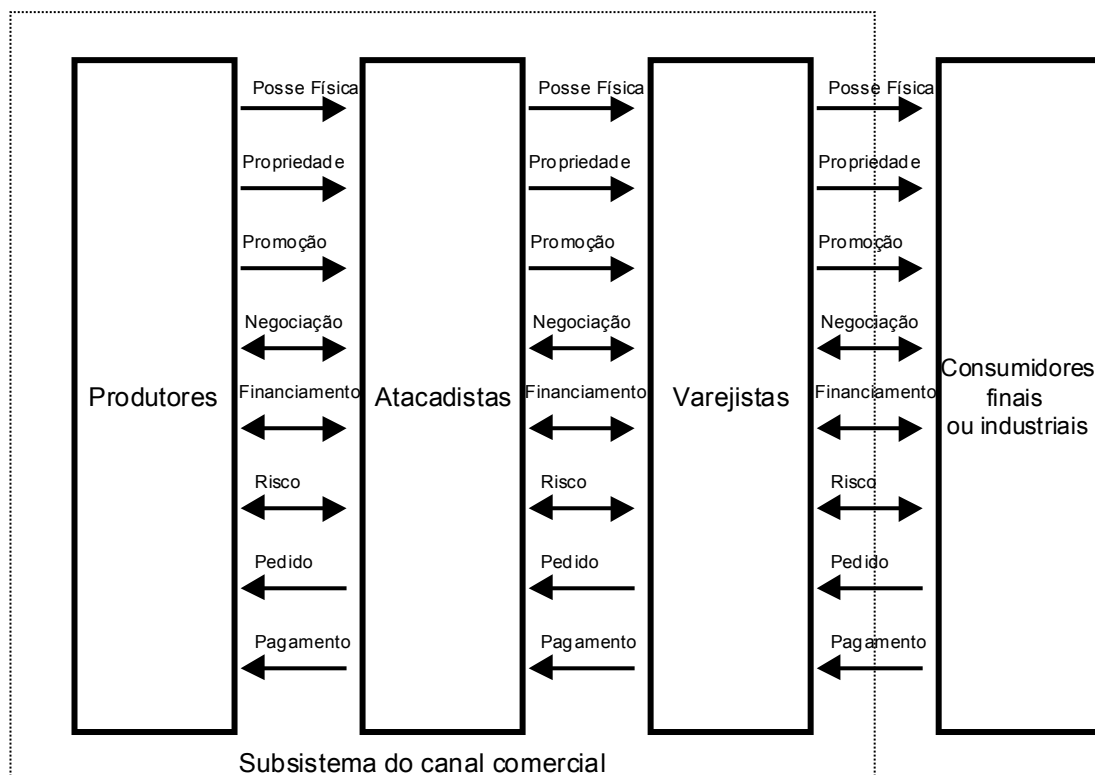 Posse Física
Posse Física
Posse Física
Propriedade
Propriedade
Propriedade
Promoção
Promoção
Promoção
Negociação
Negociação
Negociação
Produtores
Financiamento
Atacadistas
Financiamento
Varejistas
Financiamento
Consumidores
finais
ou industriais
Risco
Risco
Risco
Pedido
Pedido
Pedido
Pagamento
Pagamento
Pagamento
Subsistema do canal comercial